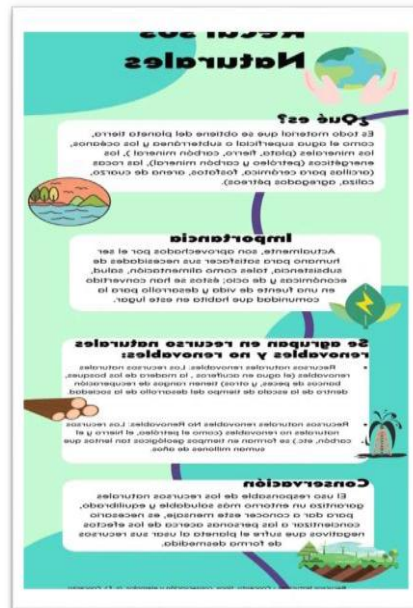 Recursos
Naturales
¿Qué es?
Es todo material que se obtiene del planeta tierra,
como el agua superficial o subterránea y los océanos,
los minerales (plata, fierro, carbón mineral ), los
energéticos (petróleo y carbón mineral), las rocas
(arcillas para cerámica, fosfatos, arena de cuarzo,
caliza, agregados pétreos).
Importancia
Actualmente, son aprovechados por el ser
humano para satisfacer sus necesidades de
subsistencia, tales como alimentación, salud,
económicas y de ocio; éstas se han convertido
en una fuente de vida y desarrollo para la
comunidad que habita en este lugar.
Se agrupan en recurso naturales
renovables y no renovables:
Recursos naturales renovables: Los recursos naturales
renovables (el agua en acuíferos , la madera de los bosques,
bancos de peces, y otros) tienen rangos de recuperación
dentro de la escala de tiempo del desarrollo de la sociedad.
Recursos naturales renovables No Renovables: Los recursos
naturales no renovables (como el petróleo, el hierro y el
carbón, etc.) se forman en tiempos geológicos tan lentos que
suman millones de años.
Conservación
El uso responsable de los recursos naturales
garantiza un entorno más saludable y equilibrado,
para dar a conocer este mensaje, es necesario
concientizar a las personas acerca de los efectos
negativos que sufre el planeta al usar sus recursos
de forma desmedida.